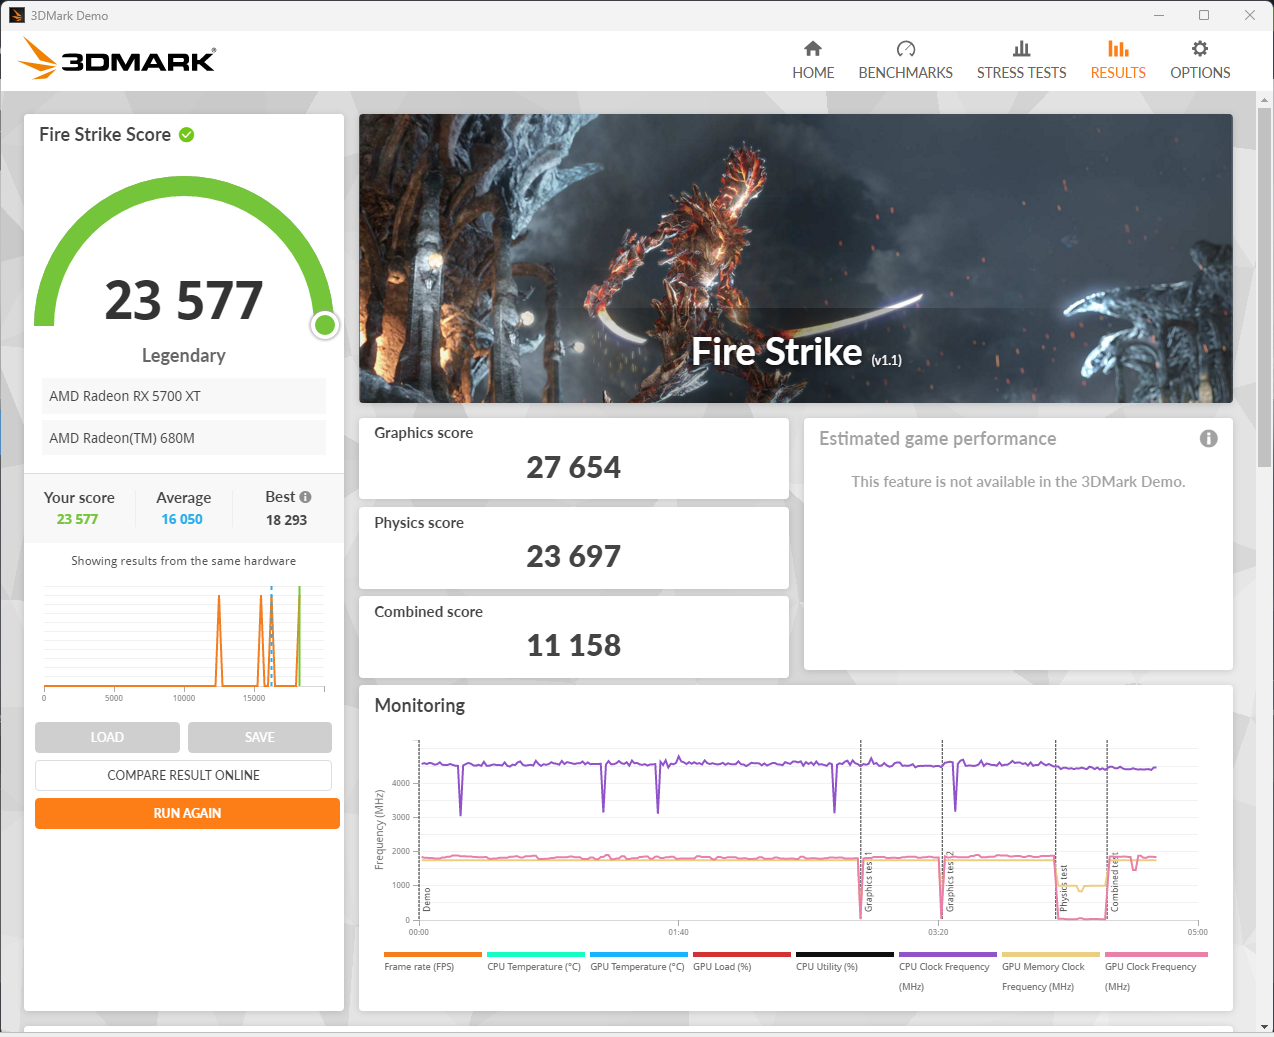 3DMark Demo
3DMARK®
HOME
BENCHMARKS
STRESS TESTS
RESULTS
OPTIONS
Fire Strike Score
23 577
Legendary
AMD Radeon RX 5700 XT
AMD Radeon(TM) 680M
Your score
23 577
Average
16 050
Best
18 293
Showing results from the same hardware
0 5000 10000 15000
LOAD
SAVE
COMPARE RESULT ONLINE
RUN AGAIN
Fire Strike (v1.1)
Graphics score
27 654
Physics score
23 697
Combined score
11 158
Estimated game performance
This feature is not available in the 3DMark Demo.
Monitoring
Frequency (MHz)
4000
3000
2000
1000
0
Demo
Graphics test 1
Graphics test 2
Physics test
Combined test
00:00 01:40 03:20 05:00
Frame rate (FPS)
CPU Temperature (°C)
GPU Temperature (°C)
GPU Load (%)
CPU Utility (%)
CPU Clock Frequency
(MHz)
GPU Memory Clock
Frequency (MHz)
GPU Clock Frequency
(MHz)